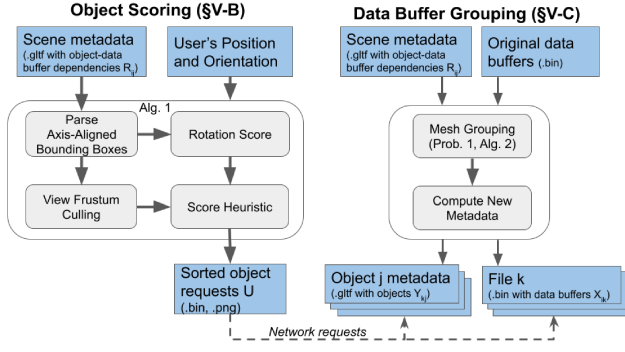 Object Scoring (§V-B)
Scene metadata
(.gltf with object-data
buffer dependencies Rij)
User's Position
and Orientation
Alg. 1
Parse
Axis-Aligned
Bounding Boxes
Rotation Score
View Frustum
Culling
Score Heuristic
Sorted object
requests U
(.bin, .png)
Data Buffer Grouping (§V-C)
Scene metadata
(.gltf with object-data
buffer dependencies Rij)
Original data
buffers (.bin)
Mesh Grouping
(Prob. 1, Alg. 2)
Compute New
Metadata
Object j metadata
(.gltf with objects Ykj)
File k
(.bin with data buffers Xik)
Network requests